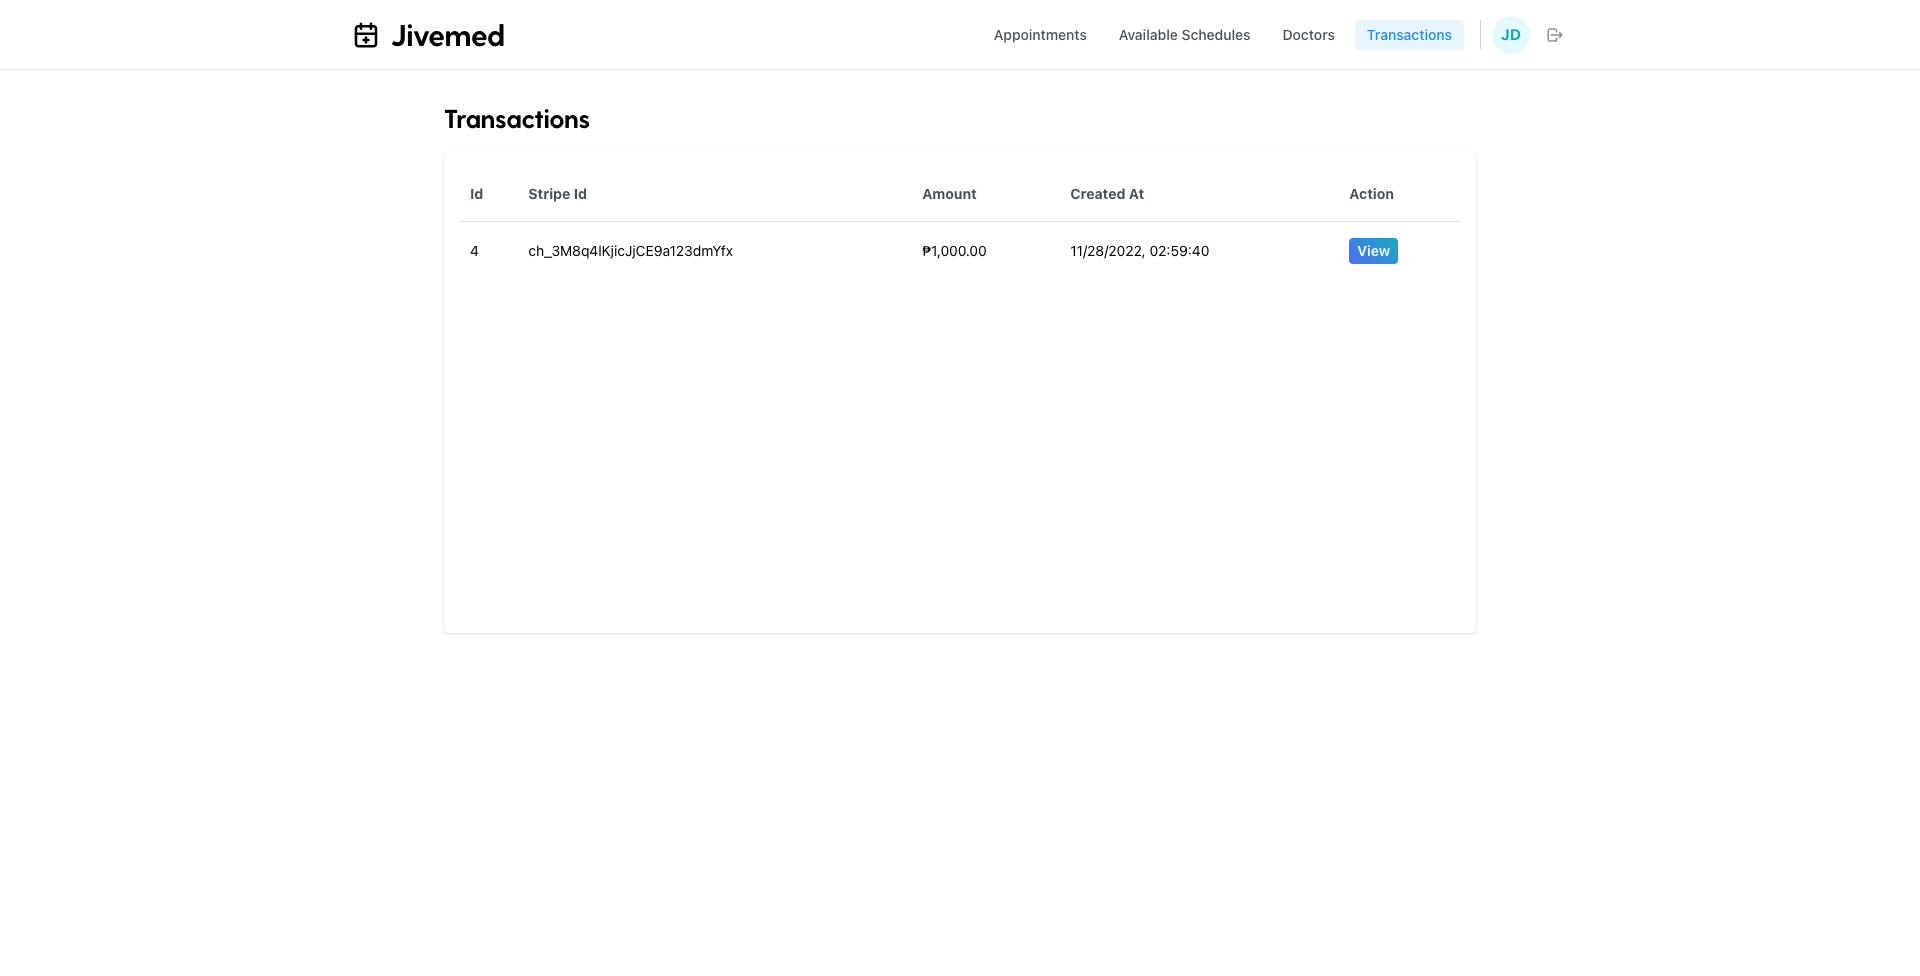 Jivemed
Appointments Available Schedules Doctors Transactions JD
Transactions
Id Stripe Id Amount Created At Action
4 ch_3M8q4IKjicJjCE9a123dmYfx ₱1,000.00 11/28/2022, 02:59:40 View